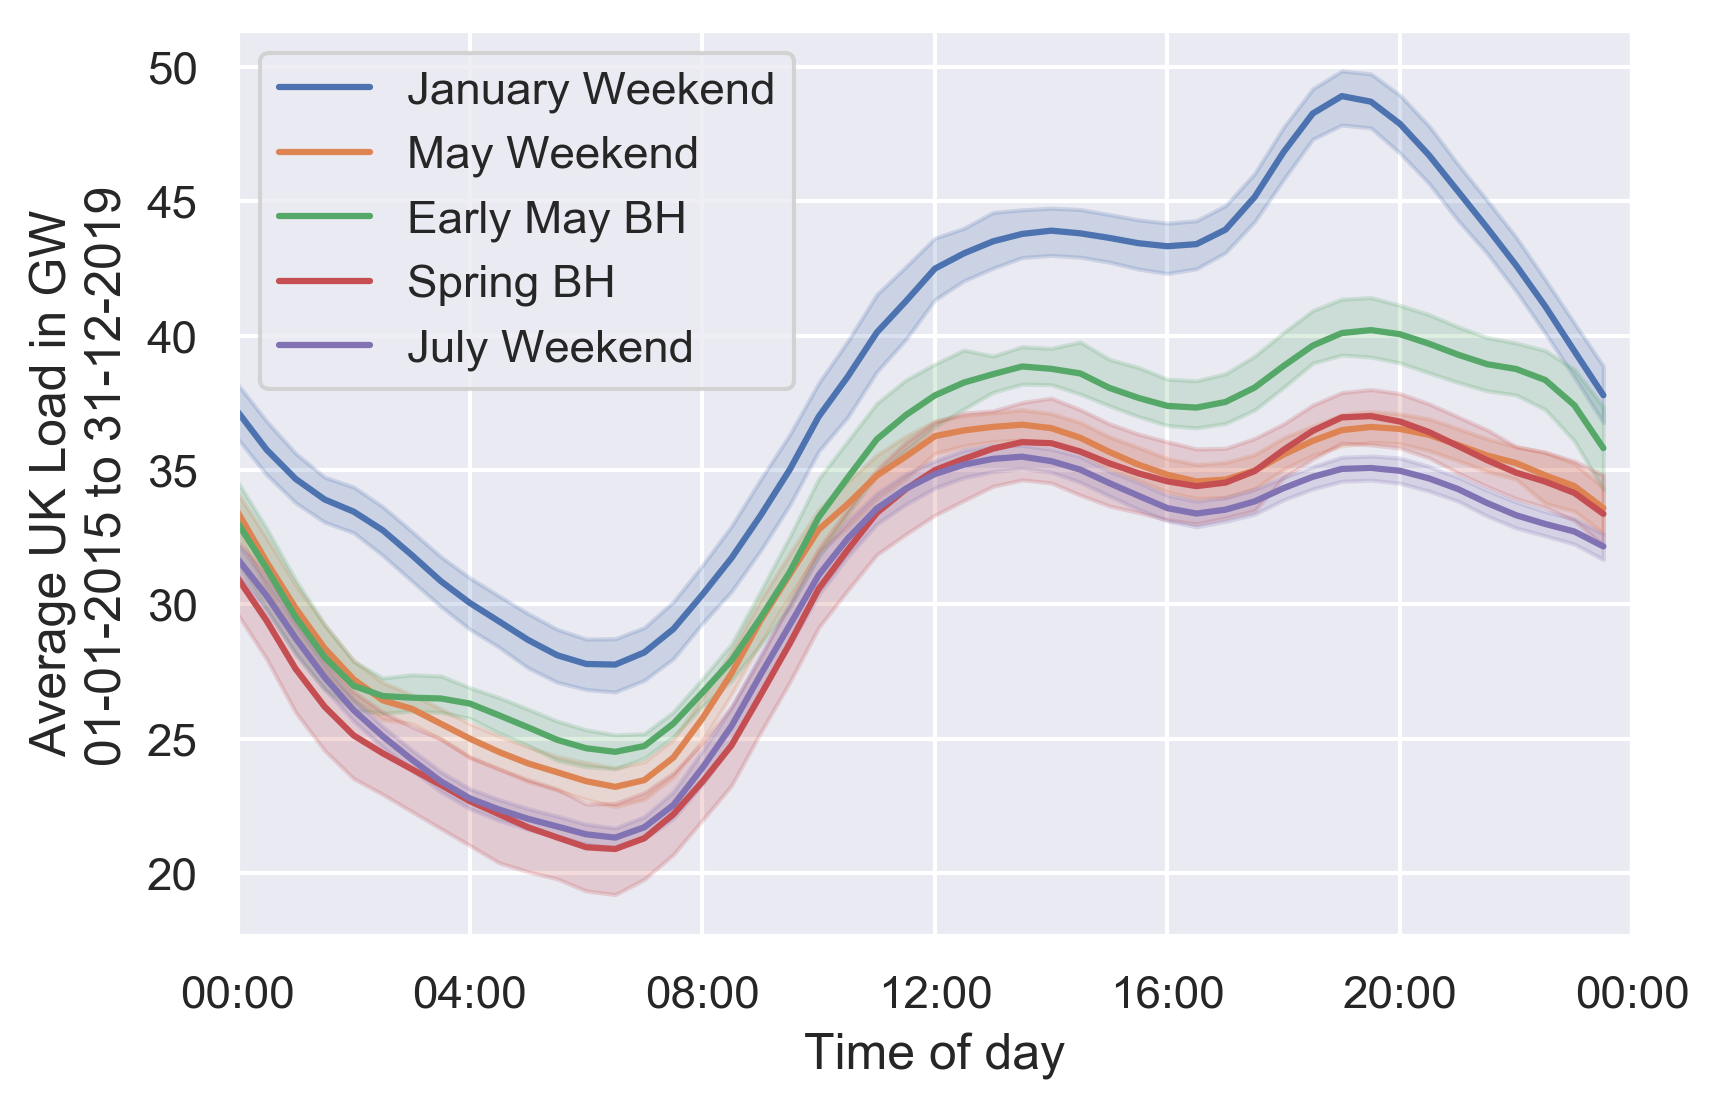 50
45
40
35
30
25
20
Average UK Load in GW
01-01-2015 to 31-12-2019
January Weekend
May Weekend
Early May BH
Spring BH
July Weekend
00:00 04:00 08:00 12:00 16:00 20:00 00:00
Time of day